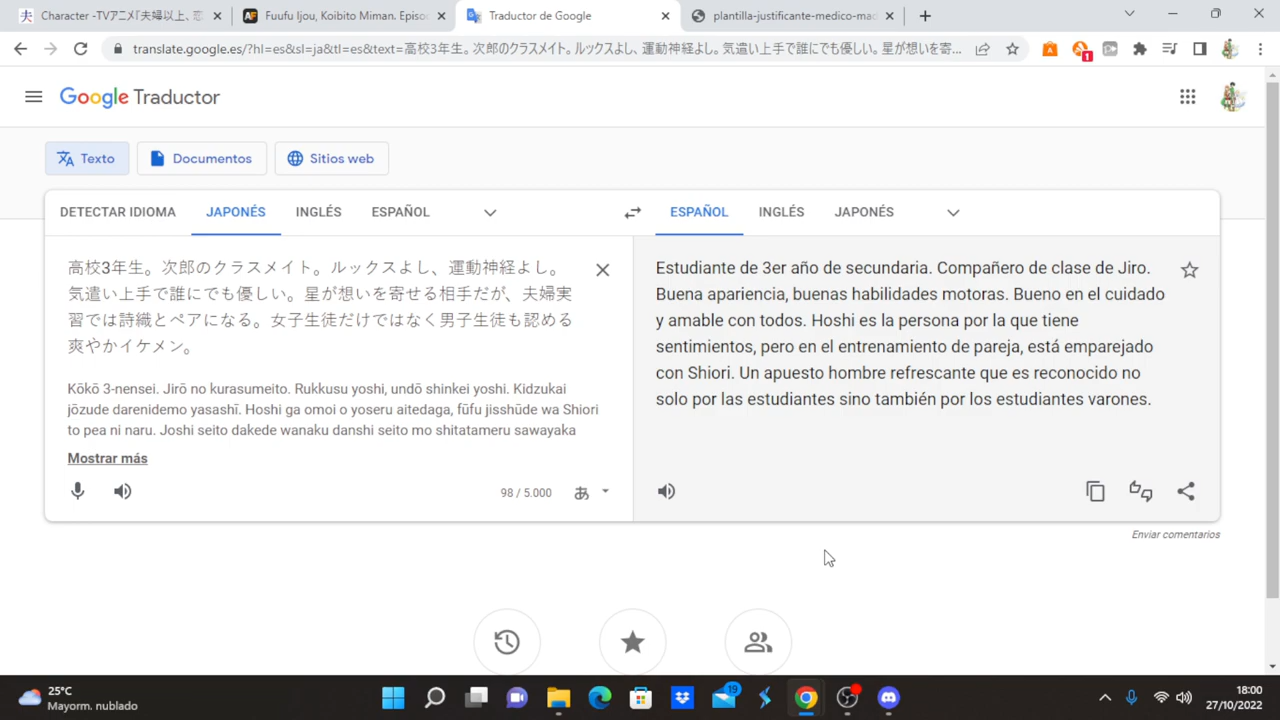 Character -TVアニメ『夫婦以上、恋
Fuufu Ijou, Koibito Miman. Episo
Traductor de Google
plantilla-justificante-medico-mad
translate.google.es/?hl=es&sl=ja&tl=es&text=高校3年生。次郎のクラスメイト。ルックスよし、運動神経よし。気遣い上手で誰にでも優しい。星が想いを寄...
1
Google Traductor
Texto
Documentos
Sitios web
DETECTAR IDIOMA
JAPONÉS
INGLÉS
ESPAÑOL
ESPAÑOL
INGLÉS
JAPONÉS
高校3年生。次郎のクラスメイト。ルックスよし、運動神経よし。
気遣い上手で誰にでも優しい。星が想いを寄せる相手だが、夫婦実
習では詩織とペアになる。女子生徒だけではなく男子生徒も認める
爽やかイケメン。
Kōkō 3-nensei. Jirō no kurasumeito. Rukkusu yoshi, undō shinkei yoshi. Kidzukai
jōzude darenidemo yasashī. Hoshi ga omoi o yoseru aitedaga, fūfu jisshūde wa Shiori
to pea ni naru. Joshi seito dakede wanaku danshi seito mo shitatameru sawayaka
Mostrar más
98 / 5.000
あ
Estudiante de 3er año de secundaria. Compañero de clase de Jiro.
Buena apariencia, buenas habilidades motoras. Bueno en el cuidado
y amable con todos. Hoshi es la persona por la que tiene
sentimientos, pero en el entrenamiento de pareja, está emparejado
con Shiori. Un apuesto hombre refrescante que es reconocido no
solo por las estudiantes sino también por los estudiantes varones.
Enviar comentarios
25°C
Mayorm. nublado
19
18:00
27/10/2022